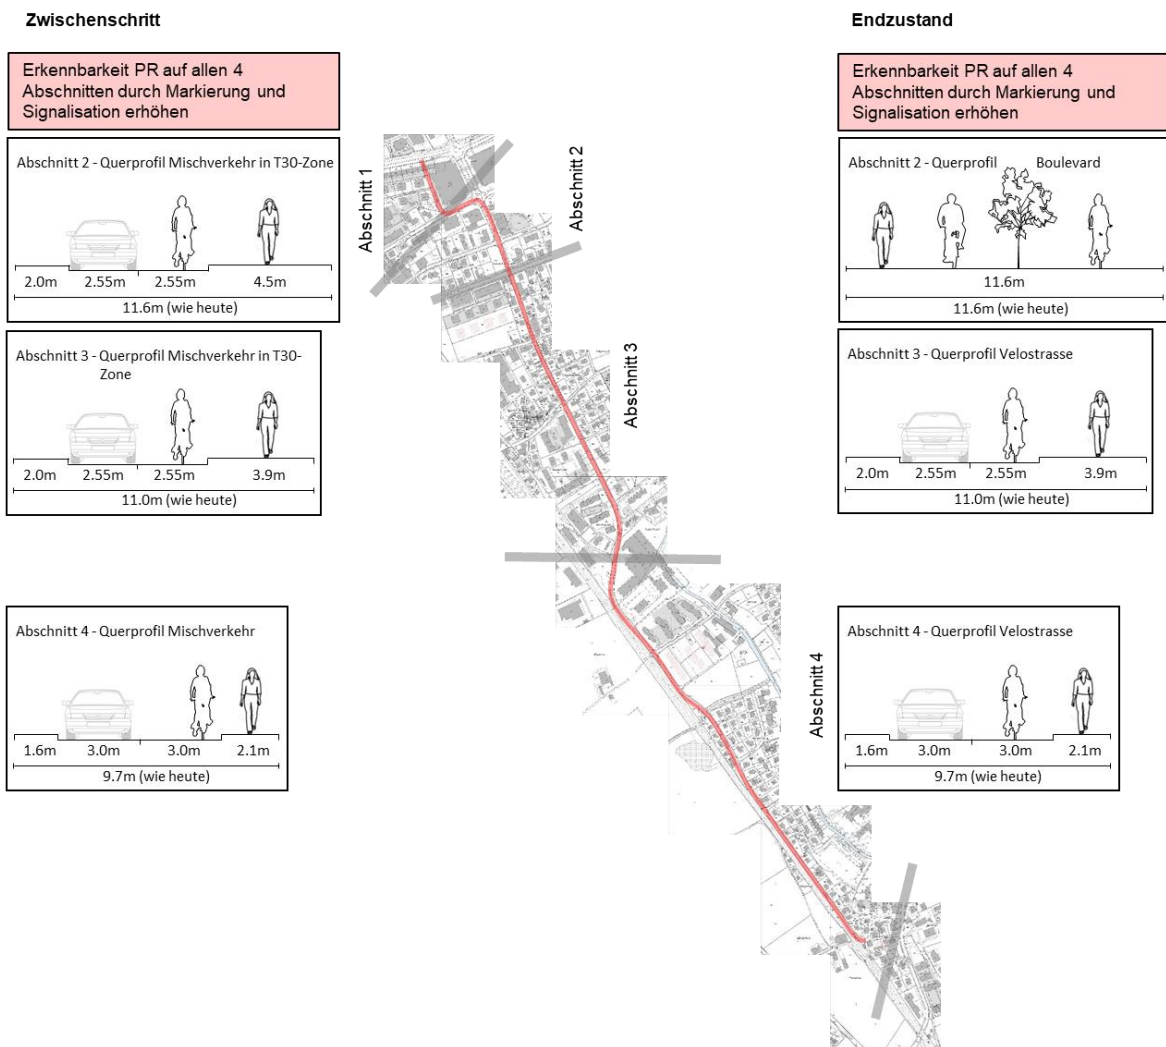 Zwischenschritt
Erkennbarkeit PR auf allen 4
Abschnitten durch Markierung und
Signalisation erhöhen
Abschnitt 2 - Querprofil Mischverkehr in T30-Zone
2.0m 2.55m 2.55m 4.5m
11.6m (wie heute)
Abschnitt 3 - Querprofil Mischverkehr in T30-
Zone
2.0m 2.55m 2.55m 3.9m
11.0m (wie heute)
Abschnitt 4 - Querprofil Mischverkehr
1.6m 3.0m 3.0m 2.1m
9.7m (wie heute)
Abschnitt 1
Abschnitt 2
Abschnitt 3
Abschnitt 4
Endzustand
Erkennbarkeit PR auf allen 4
Abschnitten durch Markierung und
Signalisation erhöhen
Abschnitt 2 - Querprofil Boulevard
11.6m
11.6m (wie heute)
Abschnitt 3 - Querprofil Velostrasse
2.0m 2.55m 2.55m 3.9m
11.0m (wie heute)
Abschnitt 4 - Querprofil Velostrasse
1.6m 3.0m 3.0m 2.1m
9.7m (wie heute)